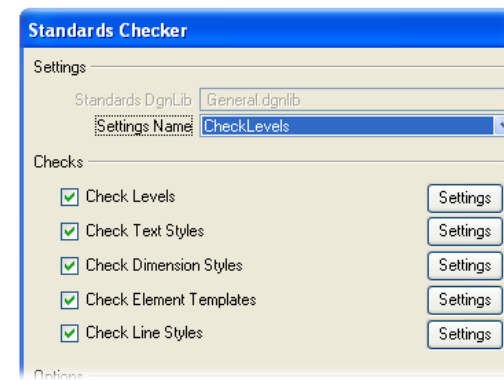 Standards Checker
Settings
Standards DgnLib General.dgnlib
Settings Name CheckLevels
Checks
Check Levels Settings
Check Text Styles Settings
Check Dimension Styles Settings
Check Element Templates Settings
Check Line Styles Settings
Options